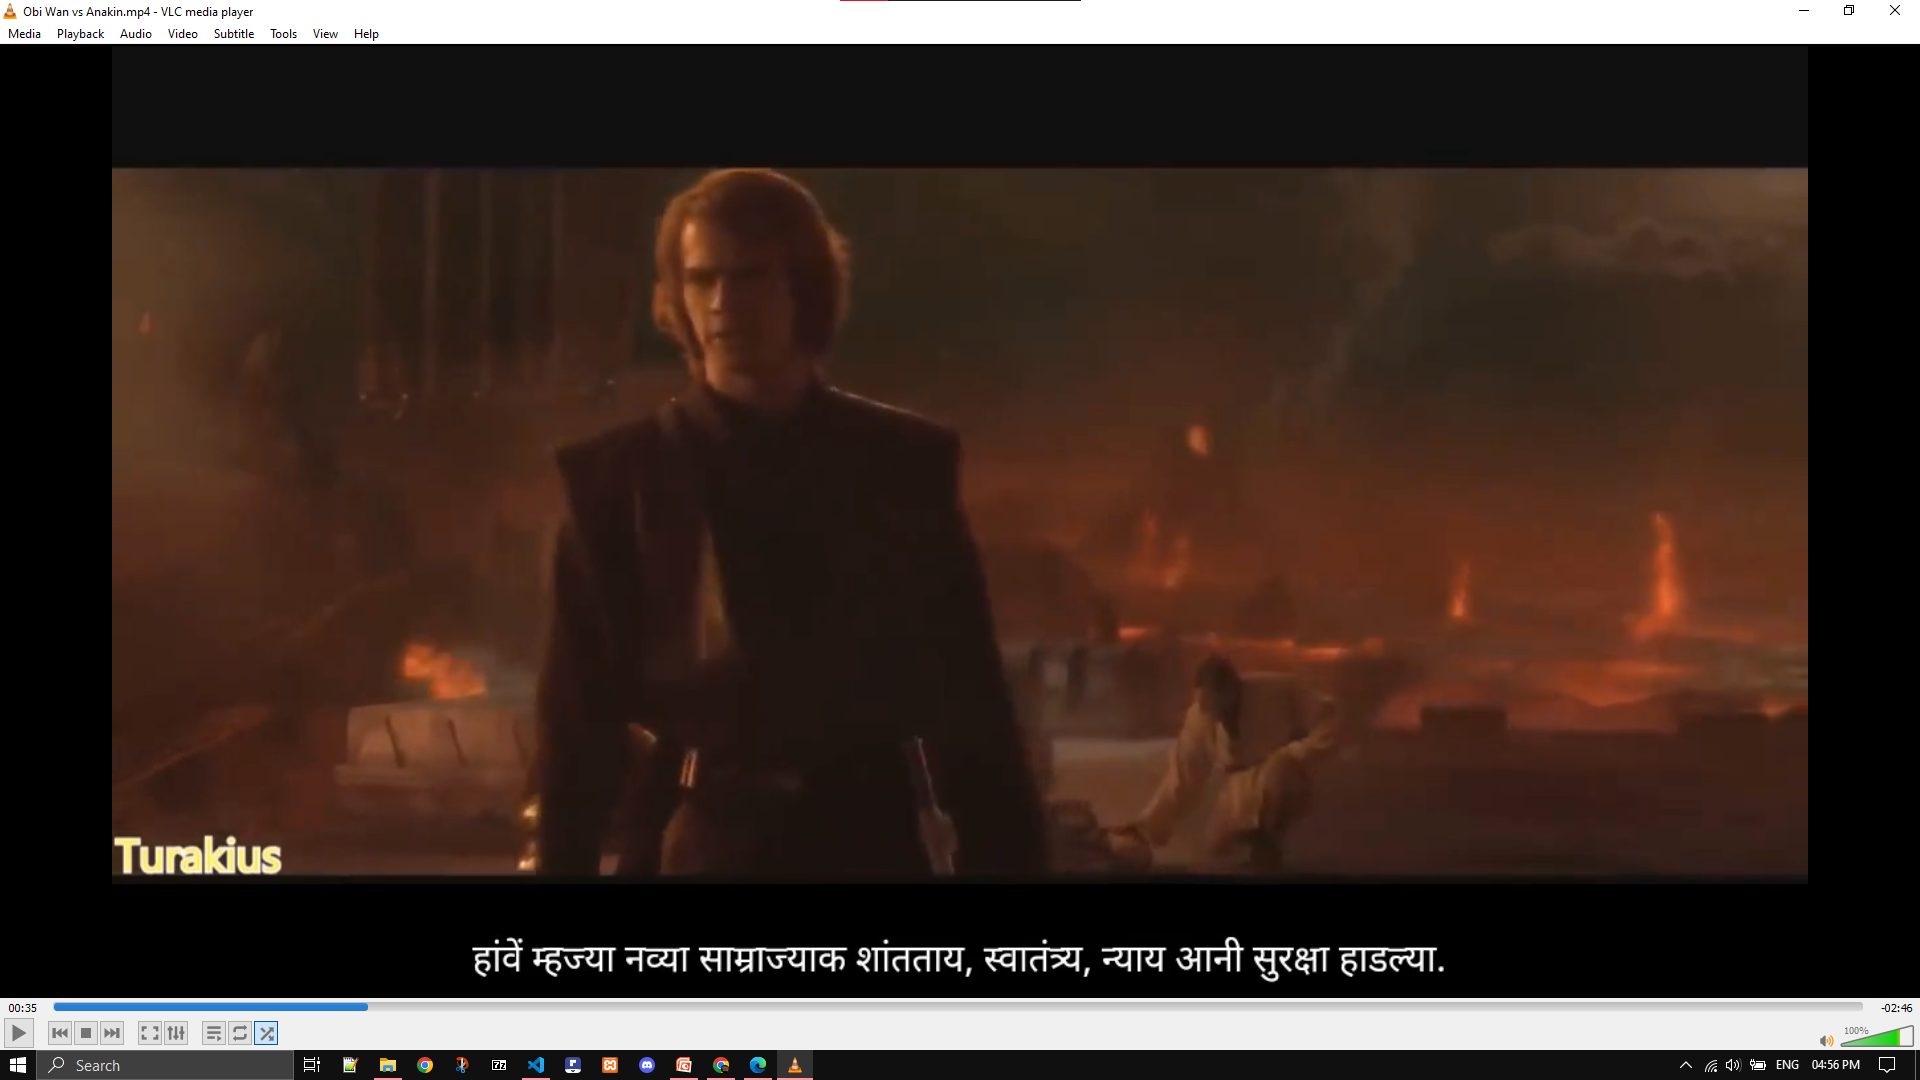 Obi Wan vs Anakin.mp4 - VLC media player
Media Playback Audio Video Subtitle Tools View Help
Turakius
हांवें म्हज्या नव्या साम्राज्याक शांतताय, स्वातंत्र्य, न्याय आनी सुरक्षा हाडल्या.
00:35 -02:46
100%
Search ENG 04:56 PM